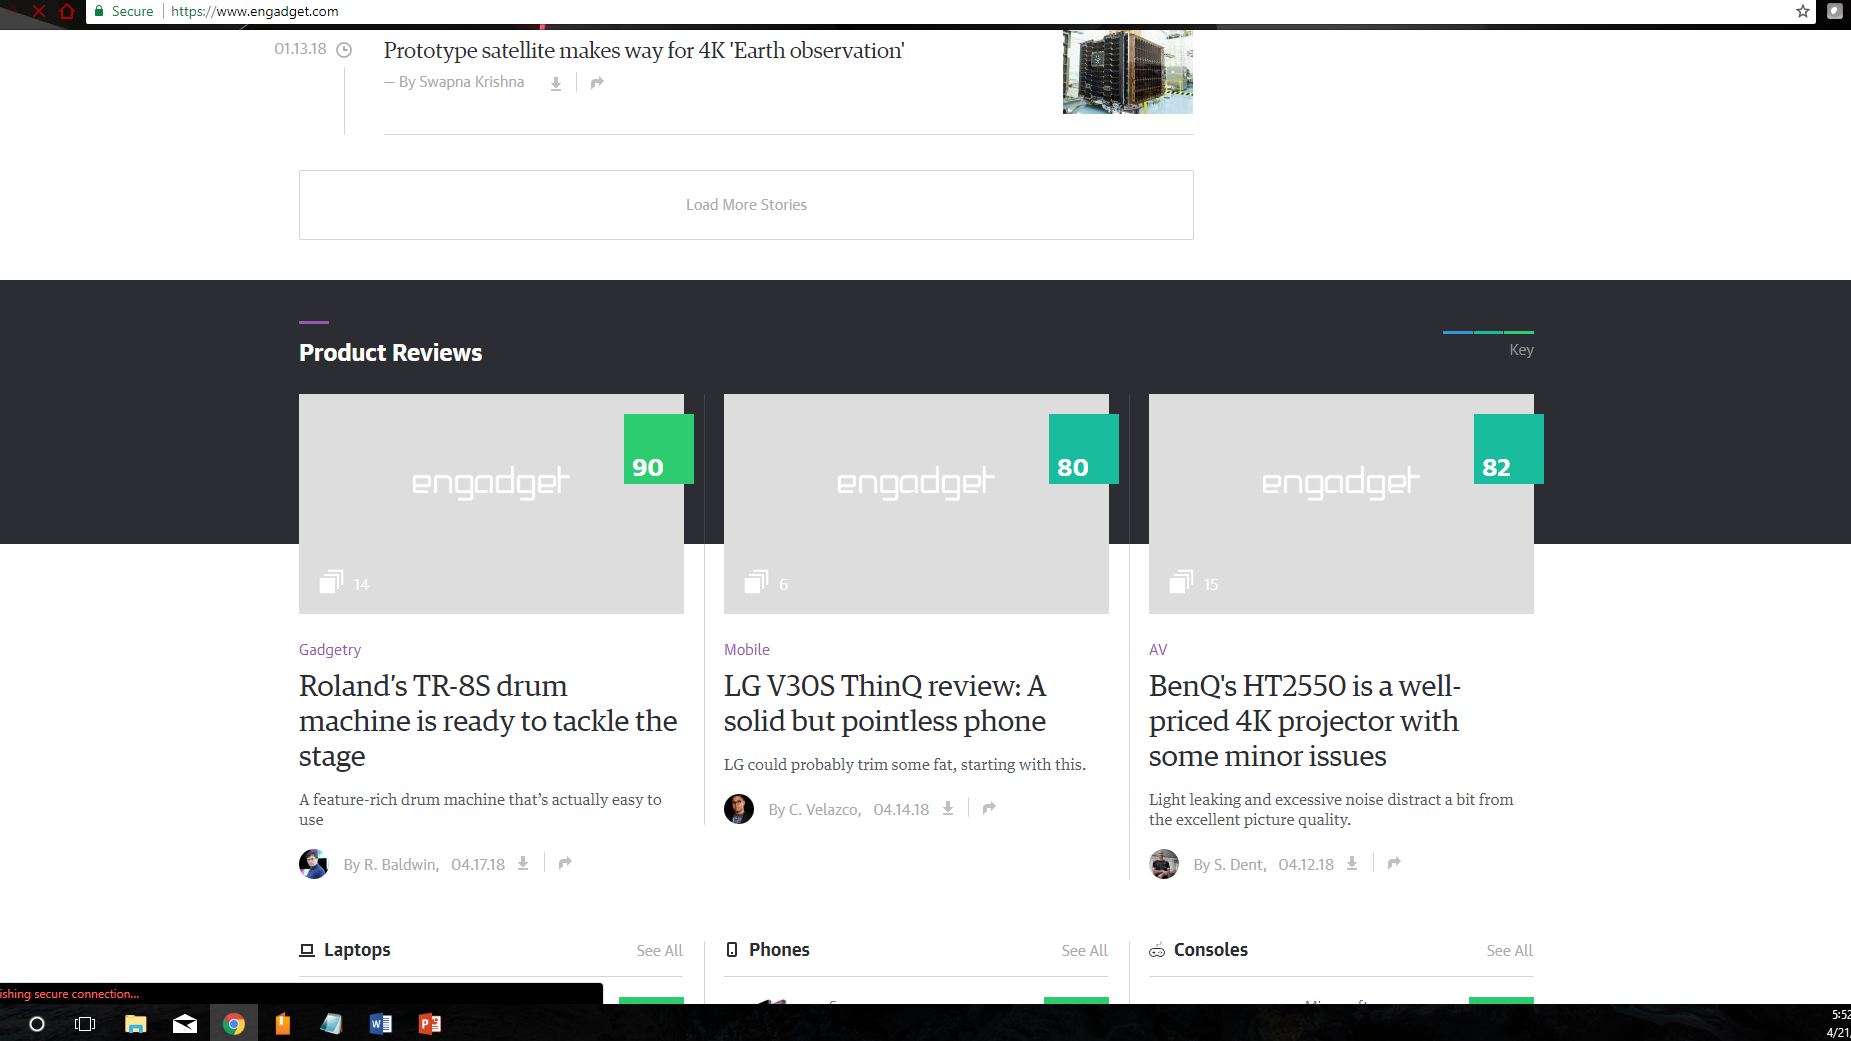 Secure
https://www.engadget.com
01.13.18
Prototype satellite makes way for 4K 'Earth observation'
— By Swapna Krishna
Load More Stories
Product Reviews
Key
engadget
90
14
engadget
80
6
engadget
82
15
Gadgetry
Roland's TR-8S drum
machine is ready to tackle the
stage
A feature-rich drum machine that's actually easy to
use
By R. Baldwin, 04.17.18
Mobile
LG V30S ThinQ review: A
solid but pointless phone
LG could probably trim some fat, starting with this.
By C. Velazco, 04.14.18
AV
BenQ's HT2550 is a well-
priced 4K projector with
some minor issues
Light leaking and excessive noise distract a bit from
the excellent picture quality.
By S. Dent, 04.12.18
Laptops
See All
Phones
See All
Consoles
See All
ishing secure connection...
5:52
4/21/